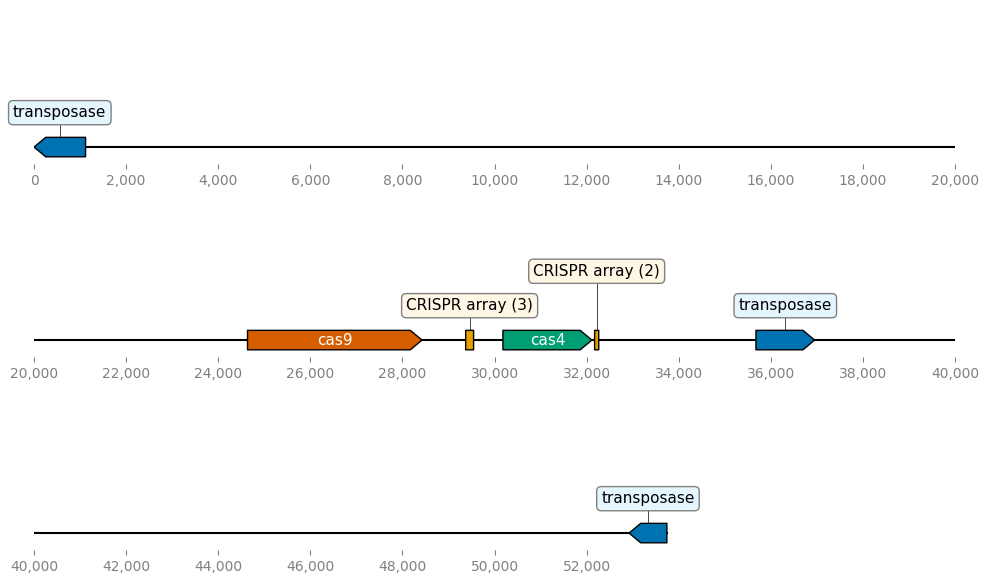 transposase
0 2,000 4,000 6,000 8,000 10,000 12,000 14,000 16,000 18,000 20,000
CRISPR array (2)
CRISPR array (3) transposase
cas9 cas4
20,000 22,000 24,000 26,000 28,000 30,000 32,000 34,000 36,000 38,000 40,000
transposase
40,000 42,000 44,000 46,000 48,000 50,000 52,000